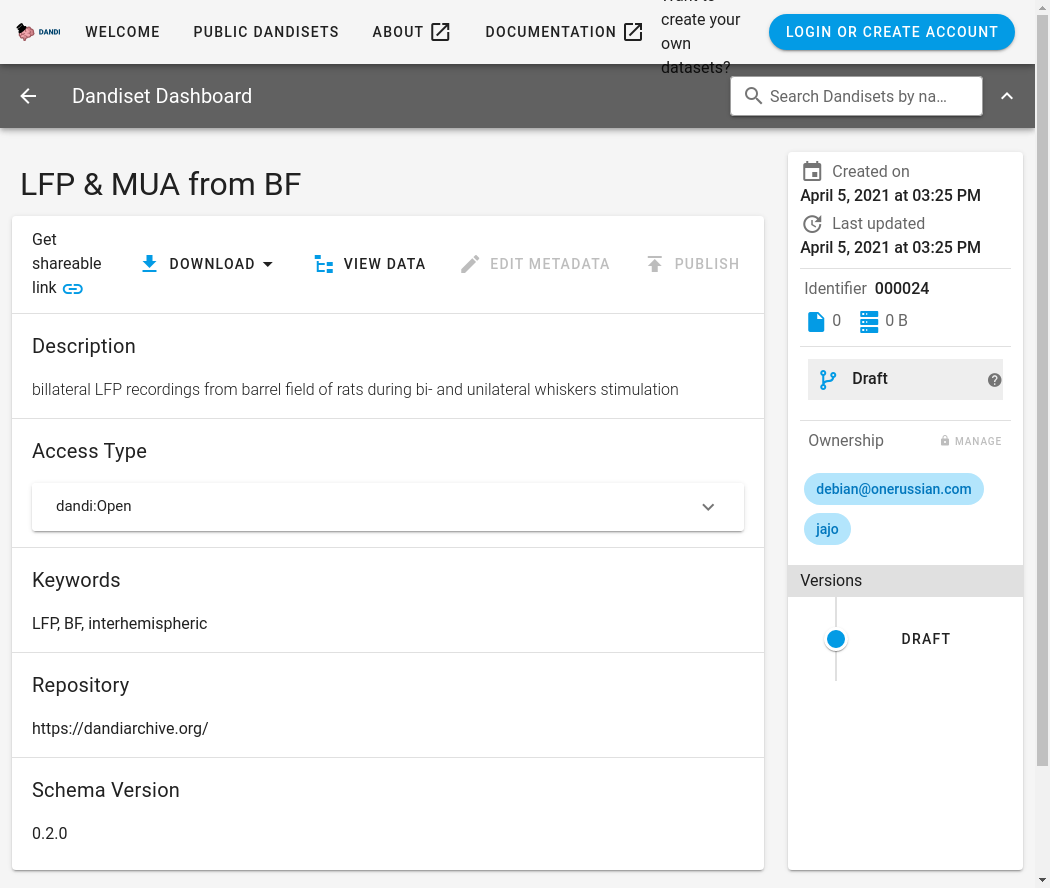 DANDI
WELCOME
PUBLIC DANDISETS
ABOUT
DOCUMENTATION
create your
own
datasets?
LOGIN OR CREATE ACCOUNT
Dandiset Dashboard
Search Dandisets by na…
LFP & MUA from BF
Get
shareable
link
DOWNLOAD
VIEW DATA
EDIT METADATA
PUBLISH
Description
billateral LFP recordings from barrel field of rats during bi- and unilateral whiskers stimulation
Access Type
dandi:Open
Keywords
LFP, BF, interhemispheric
Repository
https://dandiarchive.org/
Schema Version
0.2.0
Created on
April 5, 2021 at 03:25 PM
Last updated
April 5, 2021 at 03:25 PM
Identifier 000024
0 0 B
Draft
Ownership MANAGE
debian@onerussian.com
jajo
Versions
DRAFT